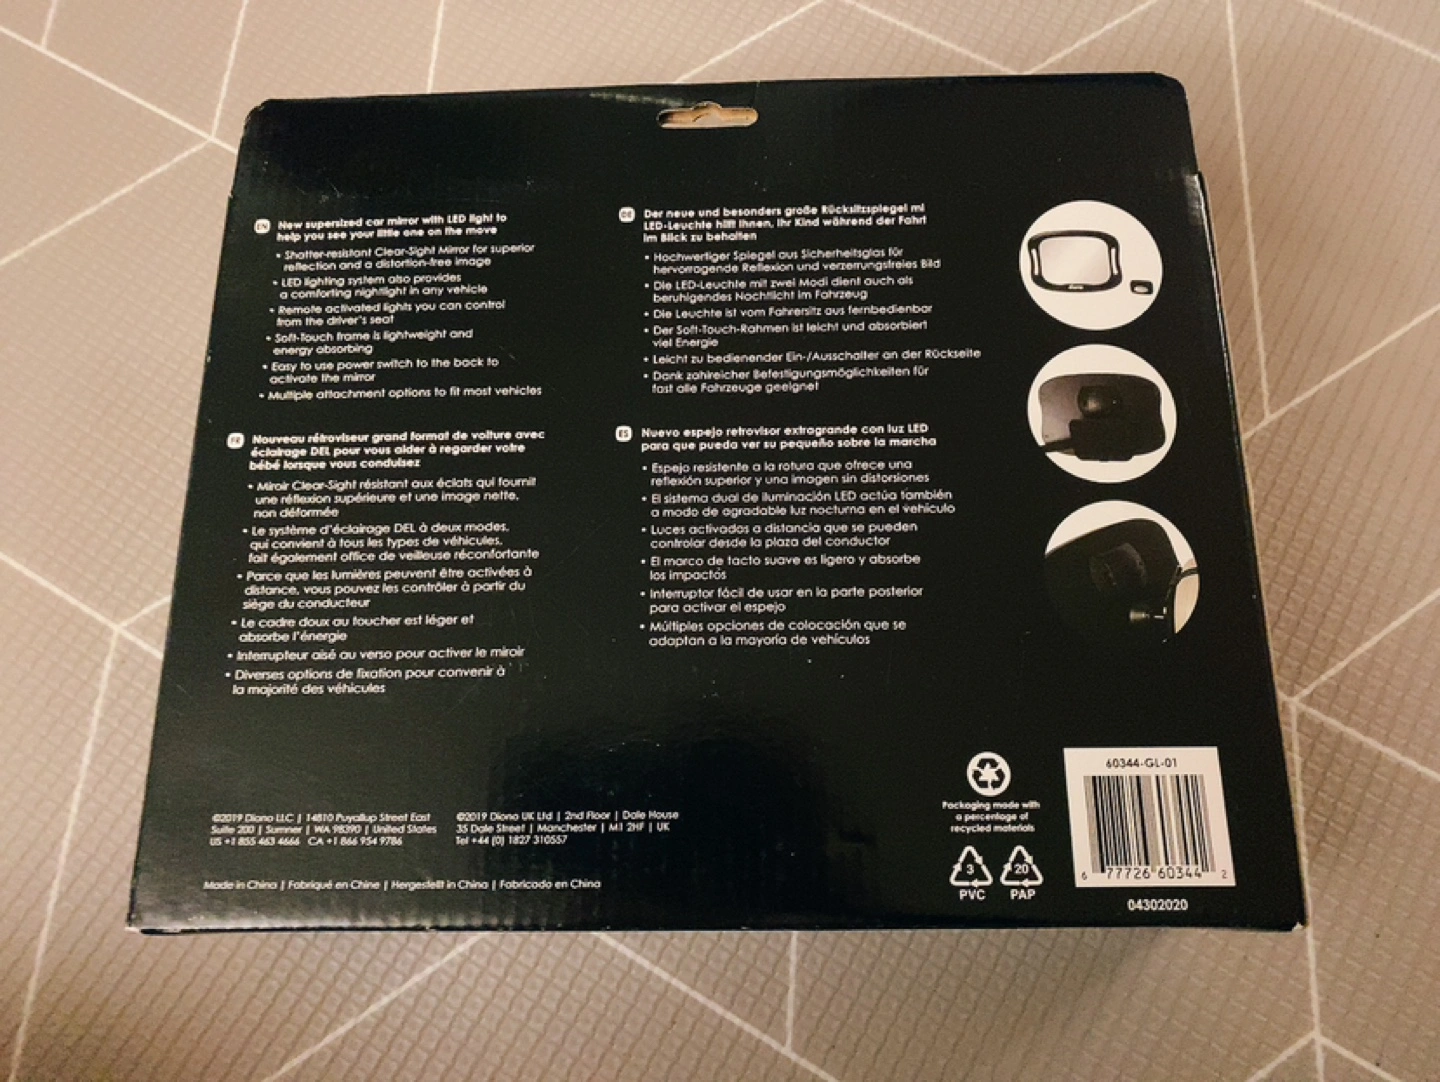 EN
New supersized car mirror with LED light to
help you see your little one on the move
• Shatter-resistant Clear-Sight Mirror for superior
reflection and a distortion-free image
• LED lighting system also provides
a comforting nightlight in any vehicle
• Remote activated lights you can control
from the driver's seat
• Soft-Touch frame is lightweight and
energy absorbing
• Easy to use power switch to the back to
activate the mirror
• Multiple attachment options to fit most vehicles
FR
Nouveau rétroviseur grand format de voiture avec
éclairage DEL pour vous aider à regarder votre
bébé lorsque vous conduisez
• Miroir Clear-Sight résistant aux éclats qui fournit
une réflexion supérieure et une image nette,
non déformée
• Le système d'éclairage DEL à deux modes,
qui convient à tous les types de véhicules,
fait également office de veilleuse réconfortante
• Parce que les lumières peuvent être activées à
distance, vous pouvez les contrôler à partir du
siège du conducteur
• Le cadre doux au toucher est léger et
absorbe l'énergie
• Interrupteur aisé au verso pour activer le miroir
• Diverses options de fixation pour convenir à
la majorité des véhicules
DE
Der neue und besonders große Rücksitzspiegel mi
LED-Leuchte hilft Ihnen, Ihr Kind während der Fahrt
im Blick zu behalten
• Hochwertiger Spiegel aus Sicherheitsglas für
hervorragende Reflexion und verzerrungsfreies Bild
• Die LED-Leuchte mit zwei Modi dient auch als
beruhigendes Nachtlicht im Fahrzeug
• Die Leuchte ist vom Fahrersitz aus fernbedienbar
• Der Soft-Touch-Rahmen ist leicht und absorbiert
viel Energie
• Leicht zu bedienender Ein-/Ausschalter an der Rückseite
• Dank zahlreicher Befestigungsmöglichkeiten für
fast alle Fahrzeuge geeignet
ES
Nuevo espejo retrovisor extragrande con luz LED
para que pueda ver su pequeño sobre la marcha
• Espejo resistente a la rotura que ofrece una
reflexión superior y una imagen sin distorsiones
• El sistema dual de iluminación LED actúa también
a modo de agradable luz nocturna en el vehículo
• Luces activadas a distancia que se pueden
controlar desde la plaza del conductor
• El marco de tacto suave es ligero y absorbe
los impactos
• Interruptor fácil de usar en la parte posterior
para activar el espejo
• Múltiples opciones de colocación que se
adaptan a la mayoría de vehículos
©2019 Diono LLC | 14810 Puyallup Street East
Suite 200 | Sumner | WA 98390 | United States
US +1 855 463 4666 CA +1 866 954 9786
©2019 Diono UK Ltd | 2nd Floor | Dale House
35 Dale Street | Manchester | M1 2HF | UK
Tel +44 (0) 1827 310557
Made in China | Fabriqué en Chine | Hergestellt in China | Fabricado en China
Packaging made with
a percentage of
recycled materials
3
PVC
20
PAP
60344-GL-01
6 77726 60344 2
04302020